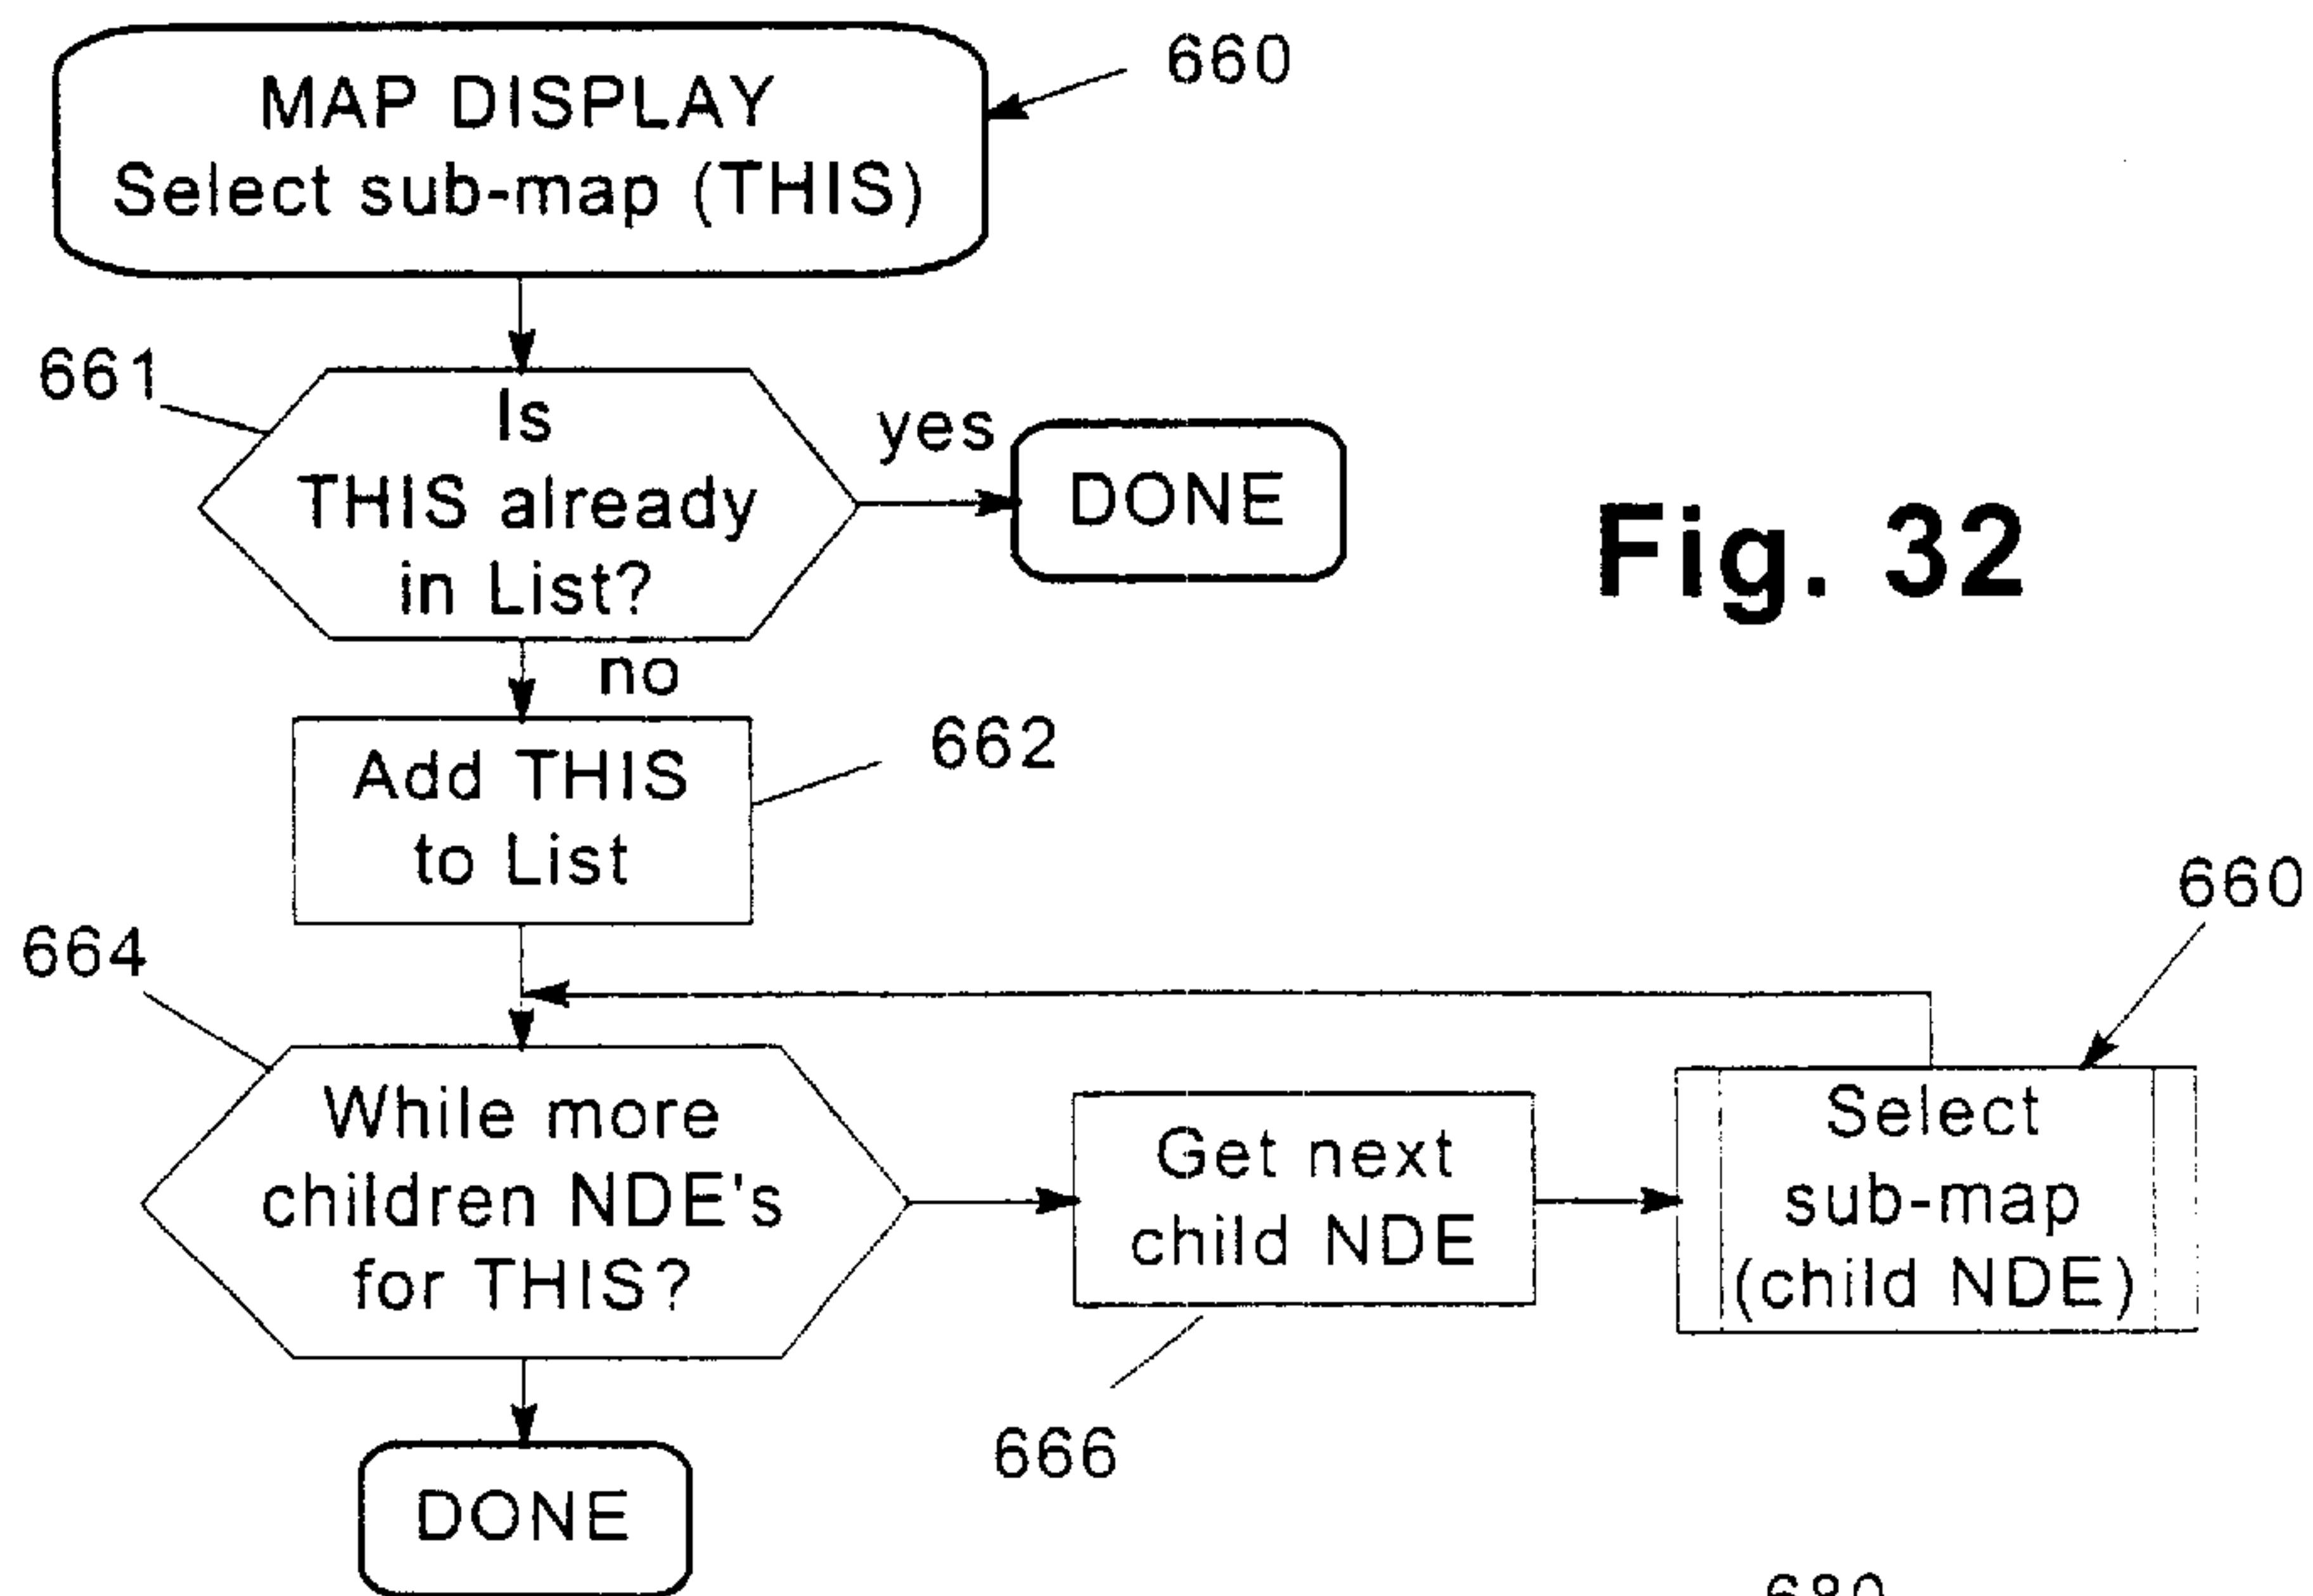 MAP DISPLAY
Select sub-map (THIS)
660
661
Is
THIS already
in List?
yes
DONE
Fig. 32
no
Add THIS
to List
662
660
664
While more
children NDE's
for THIS?
Get next
child NDE
Select
sub-map
(child NDE)
666
DONE
680